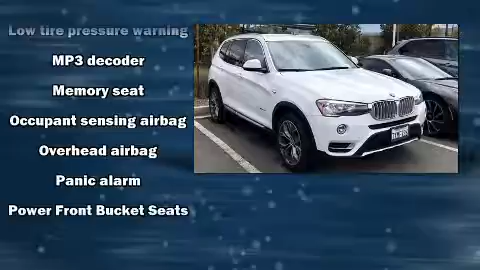 Low tire pressure warning
MP3 decoder
Memory seat
Occupant sensing airbag
Overhead airbag
Panic alarm
Power Front Bucket Seats